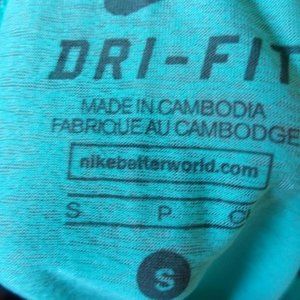 DRI-FIT
MADE IN CAMBODIA
FABRIQUE AU CAMBODGE
nikebetterworld.com
S P
S